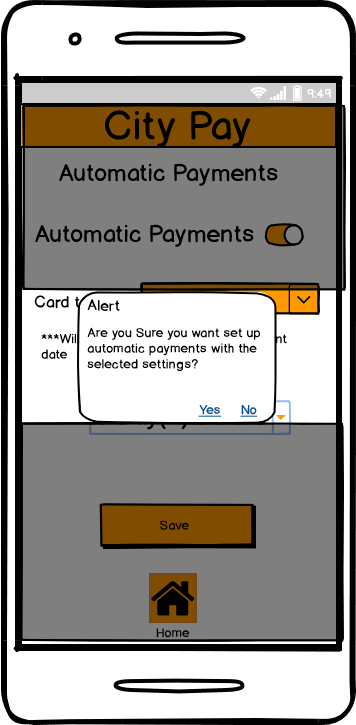 9:49
City Pay
Automatic Payments
Automatic Payments
Card t
Alert
***Wil
nt
date
Are you Sure you want set up
automatic payments with the
selected settings?
Yes No
Save
Home